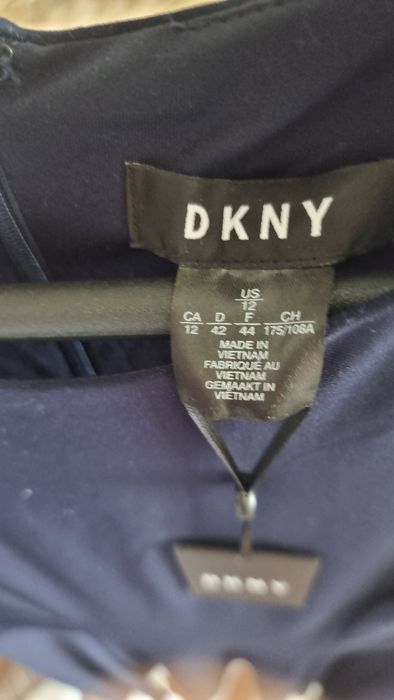 DKNY
US
12
CA D F CH
12 42 44 175/108A
MADE IN
VIETNAM
FABRIQUÉ AU
VIETNAM
GEMAAKT IN
VIETNAM
DKNY